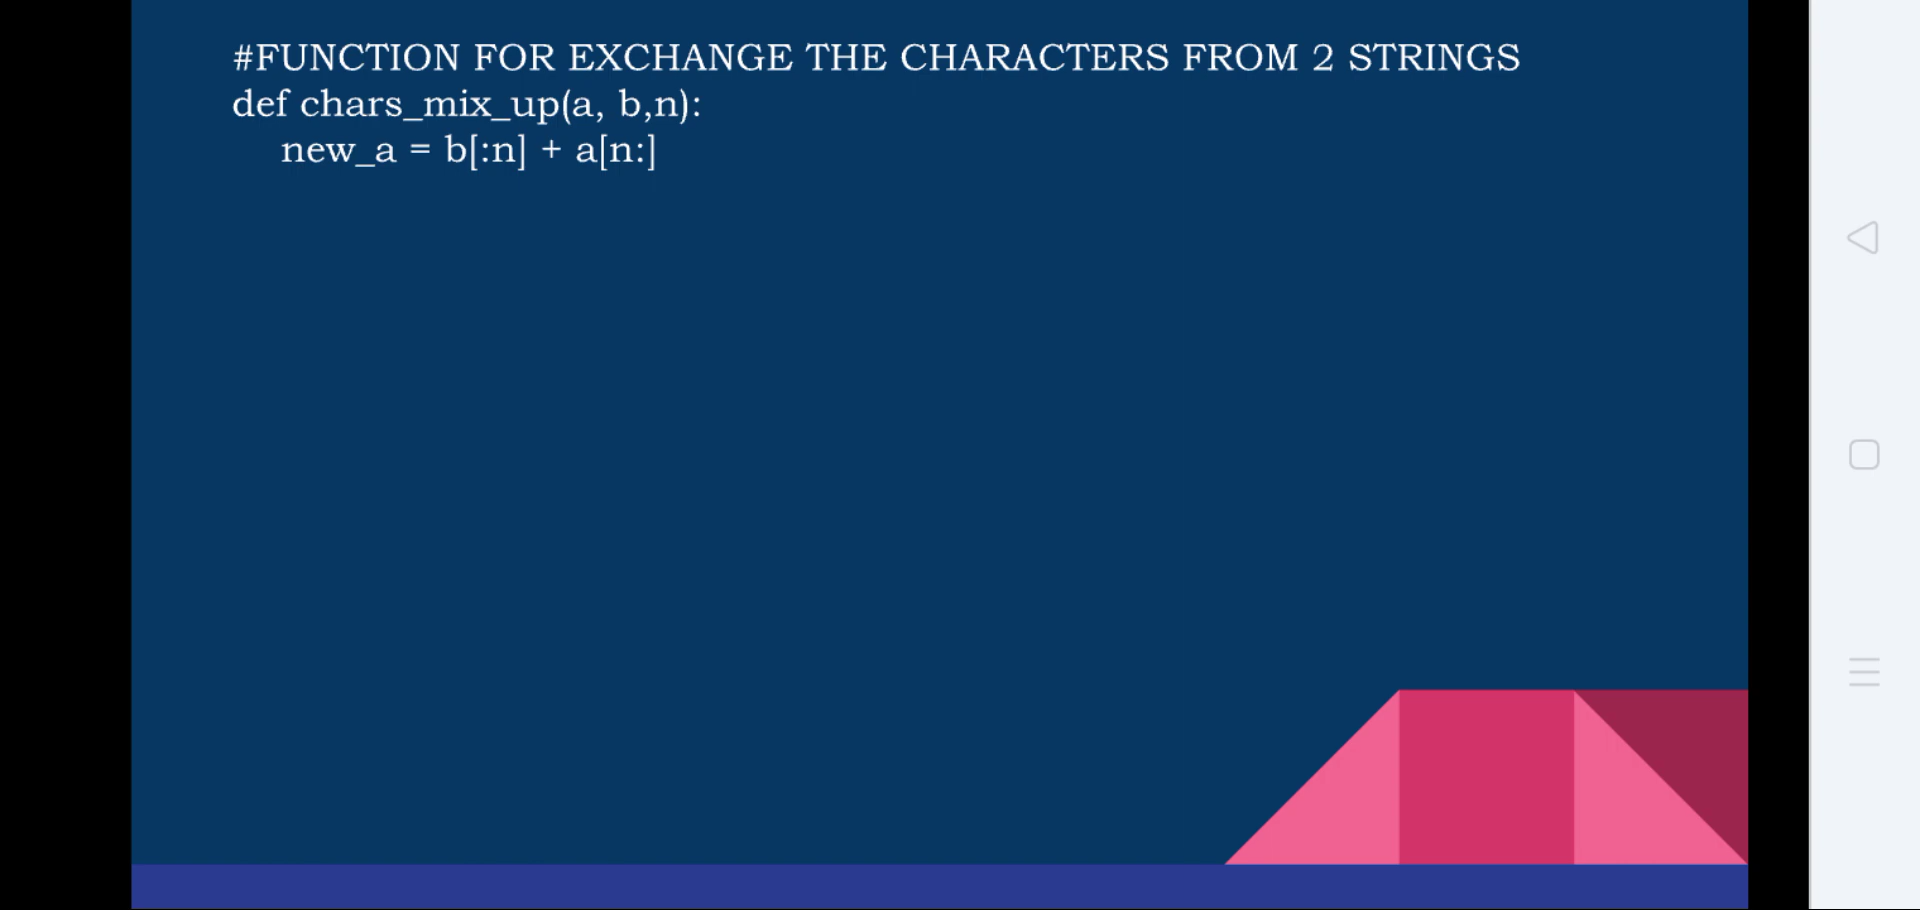 #FUNCTION FOR EXCHANGE THE CHARACTERS FROM 2 STRINGS
def chars_mix_up(a, b,n):
new_a = b[:n] + a[n:]